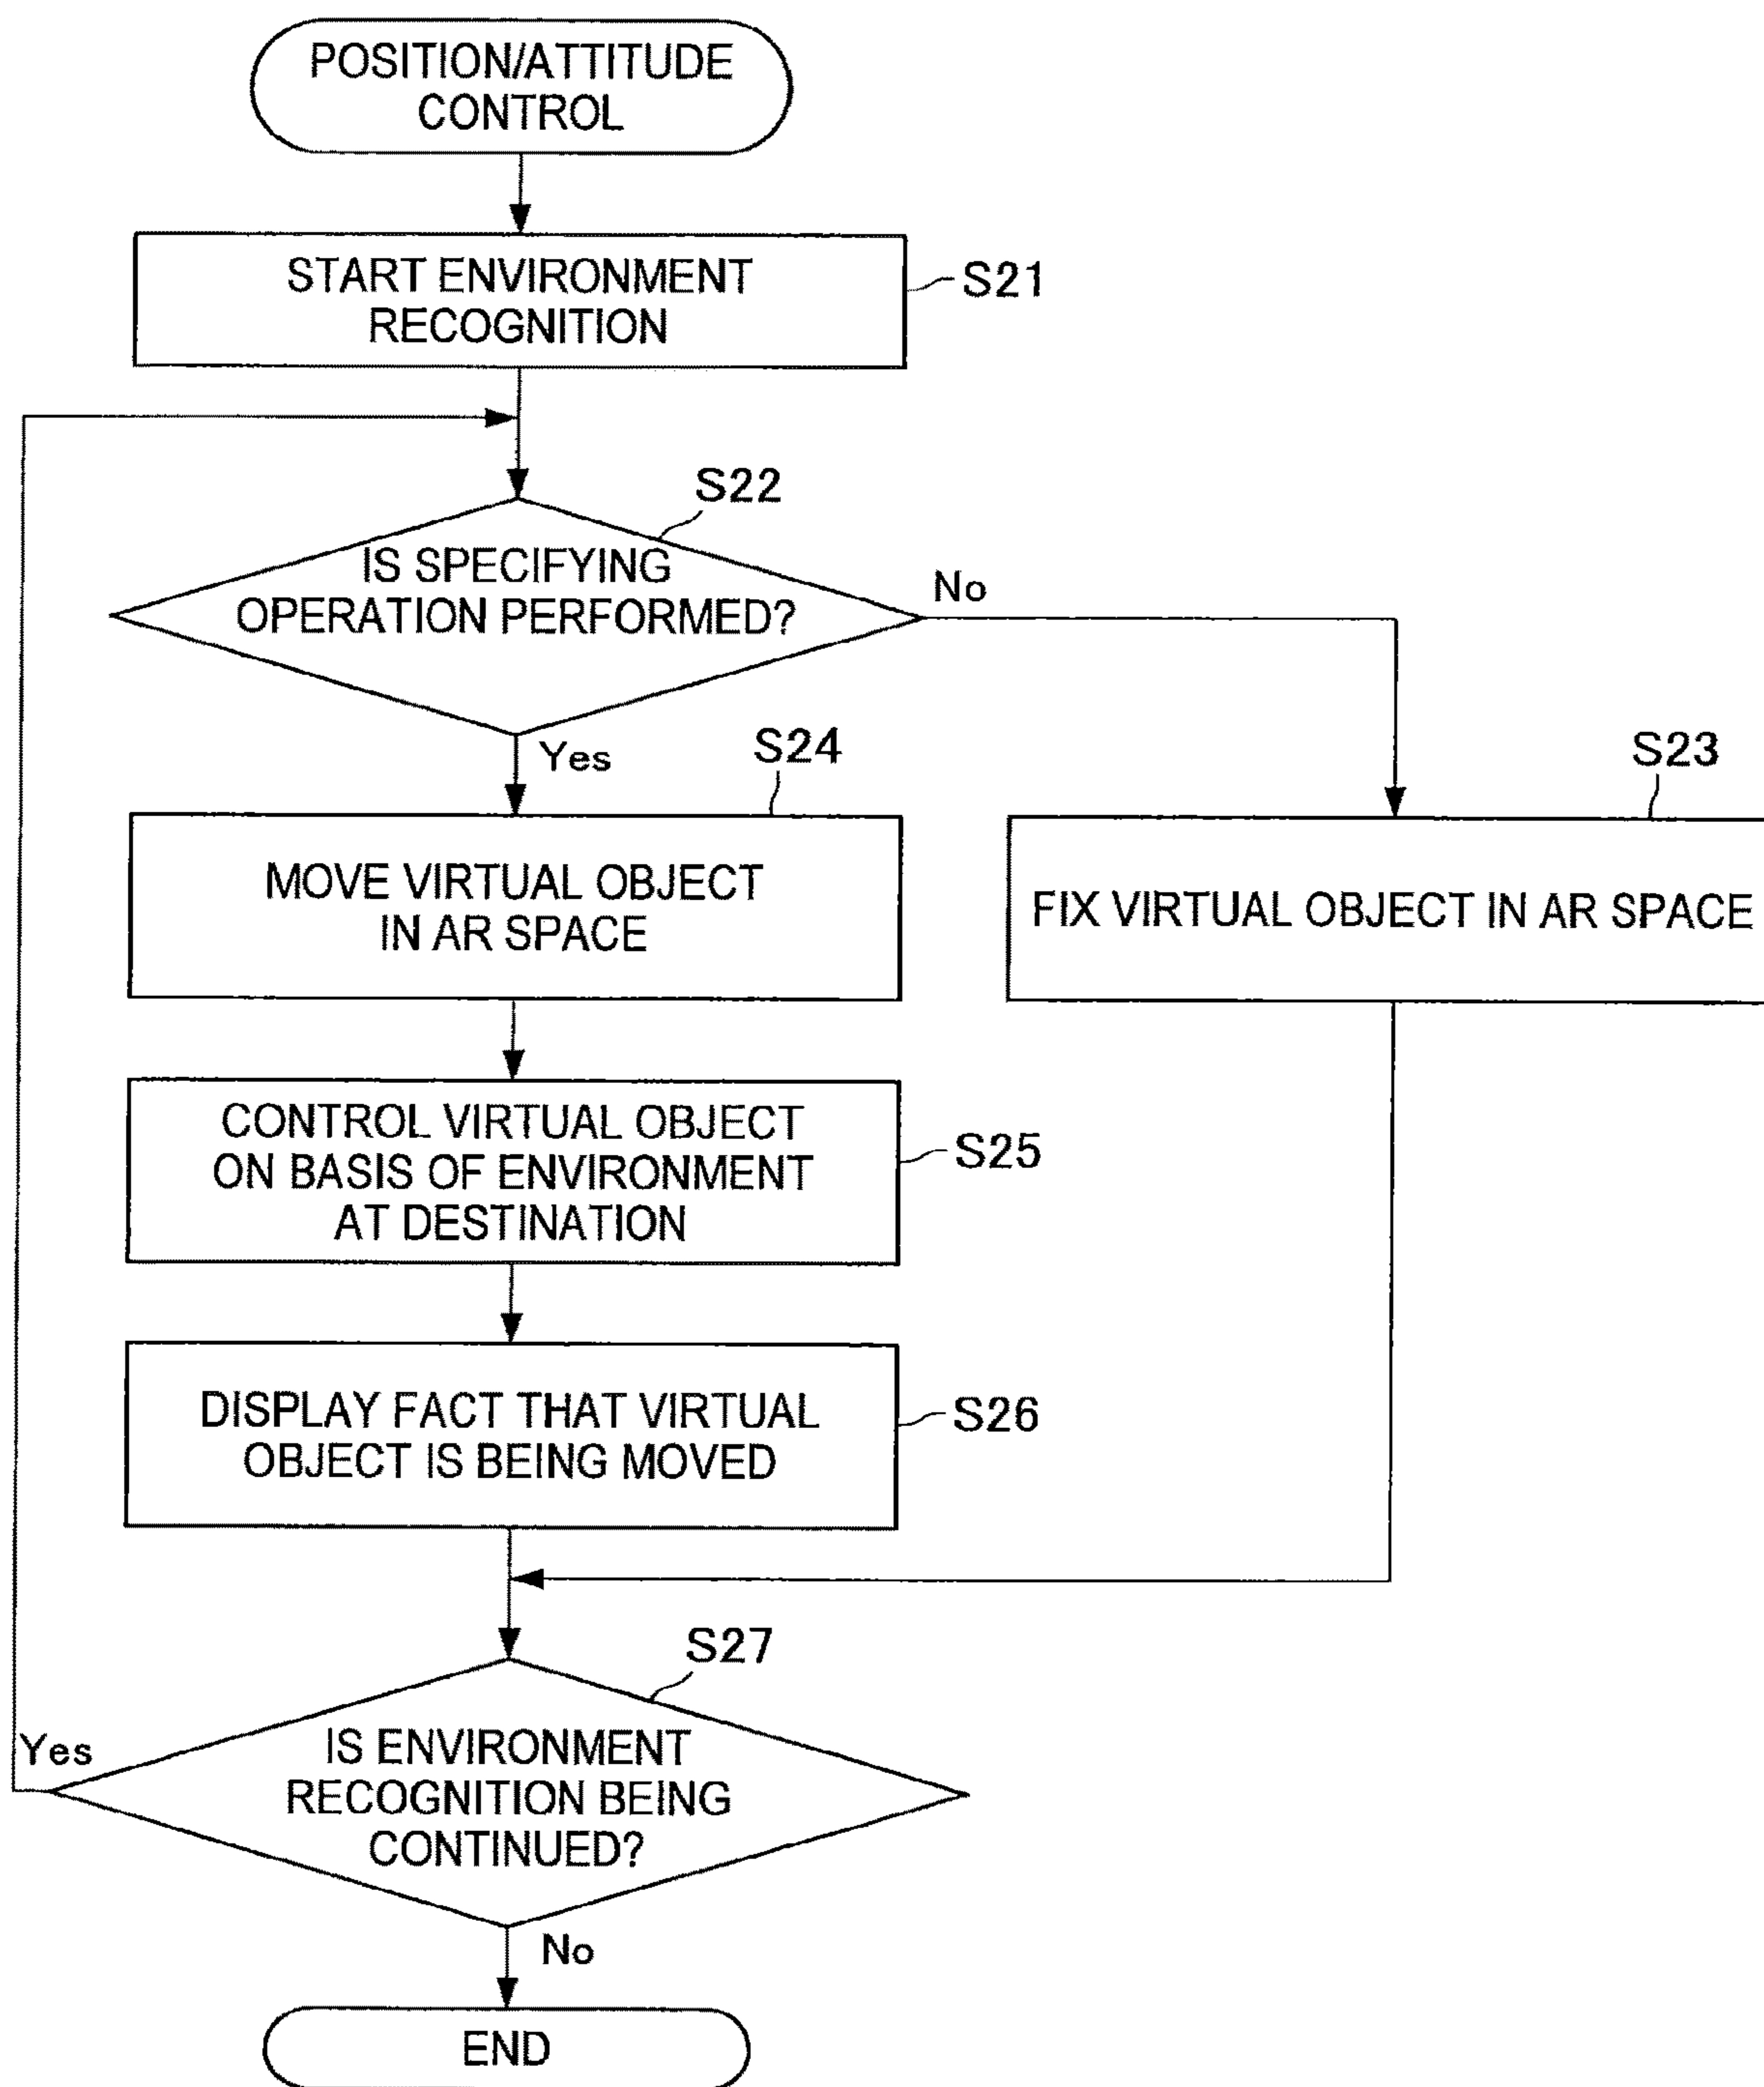 POSITION/ATTITUDE
CONTROL
START ENVIRONMENT
RECOGNITION
S21
S22
IS SPECIFYING
OPERATION PERFORMED?
No
Yes
S24
S23
MOVE VIRTUAL OBJECT
IN AR SPACE
FIX VIRTUAL OBJECT IN AR SPACE
CONTROL VIRTUAL OBJECT
ON BASIS OF ENVIRONMENT
AT DESTINATION
S25
DISPLAY FACT THAT VIRTUAL
OBJECT IS BEING MOVED
S26
S27
Yes
IS ENVIRONMENT
RECOGNITION BEING
CONTINUED?
No
END